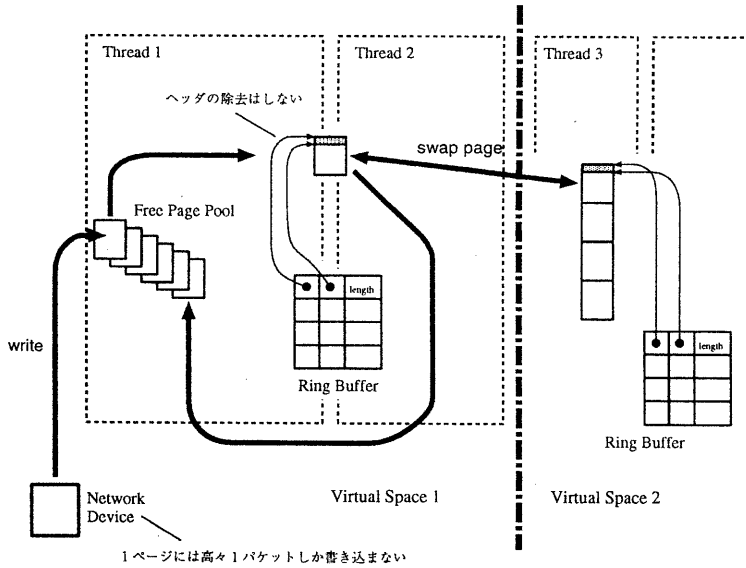 Thread 1
Thread 2
Thread 3
ヘッダの除去はしない
swap page
Free Page Pool
length
write
Ring Buffer
length
Ring Buffer
Network
Device
Virtual Space 1
Virtual Space 2
1ページには高々1パケットしか書き込まない